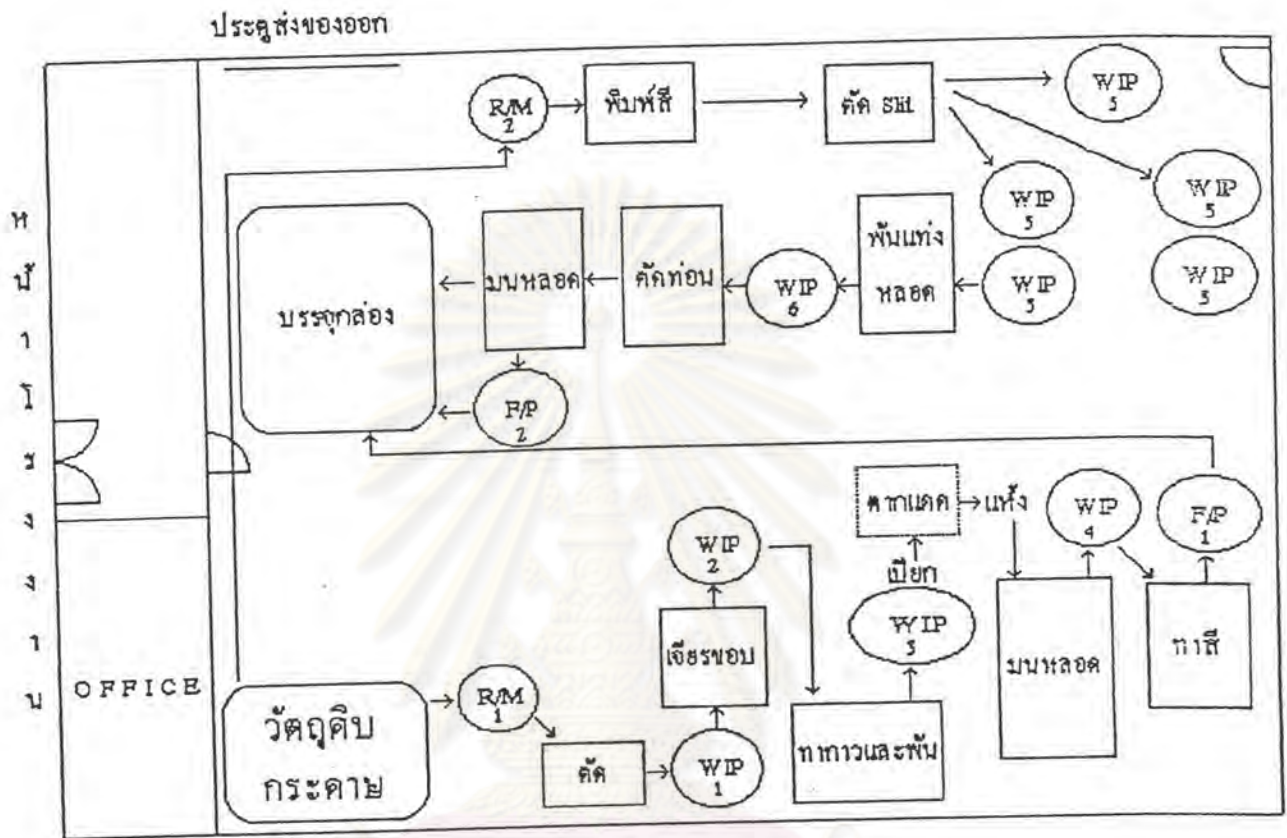 ประตูส่งของออก
R/M
2
พิมพ์สี
ตัด Slit
WIP
5
WIP
5
WIP
5
WIP
5
WIP
5
พันแท่ง
หลอด
WIP
6
ตัดท่อน
มนหลอด
บรรจุกล่อง
F/P
2
หน้าโรงงาน
OFFICE
วัตถุดิบ
กระดาษ
R/M
1
ตัด
WIP
1
เจียรขอบ
WIP
2
ทากาวและพัน
WIP
3
เปียก
ตากแดด
แห้ง
มนหลอด
WIP
4
ทาสี
F/P
1